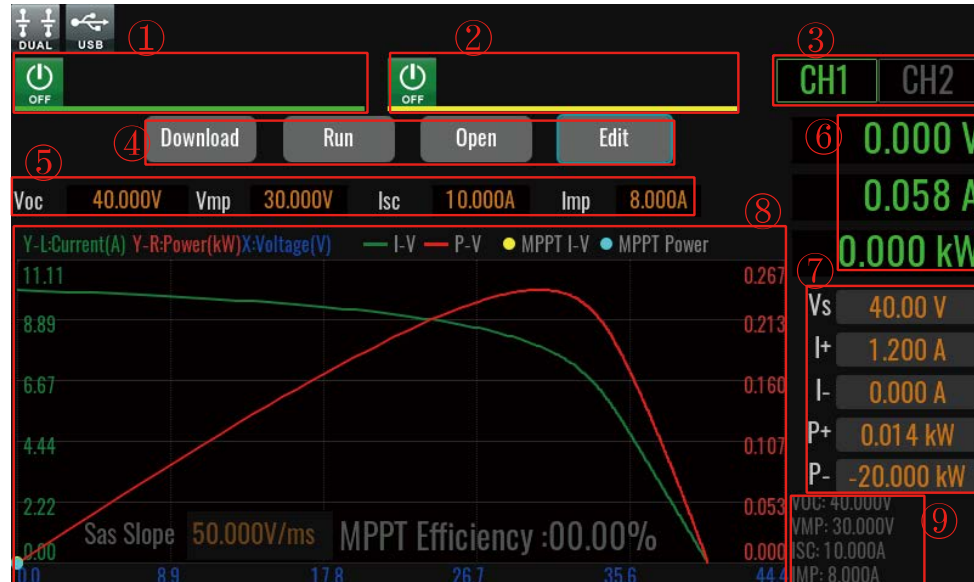 DUAL USB
① ② ③
OFF OFF CH1 CH2
④ Download Run Open Edit ⑥ 0.000 V
⑤ 0.058 A
Voc 40.000V Vmp 30.000V Isc 10.000A Imp 8.000A ⑧
Y-L:Current(A) Y-R:Power(kW)X:Voltage(V) I-V P-V MPPT I-V MPPT Power 0.000 kW
11.11 0.267 ⑦
Vs 40.00 V
8.89 0.213
I+ 1.200 A
6.67 0.160 I- 0.000 A
4.44 0.107 P+ 0.014 kW
P- -20.000 kW
2.22 0.053 VOC: 40.000V
Sas Slope 50.000V/ms MPPT Efficiency :00.00% VMP: 30.000V ⑨
0.00 0.000 ISC: 10.000A
0.0 8.9 17.8 26.7 35.6 44.4 IMP: 8.000A